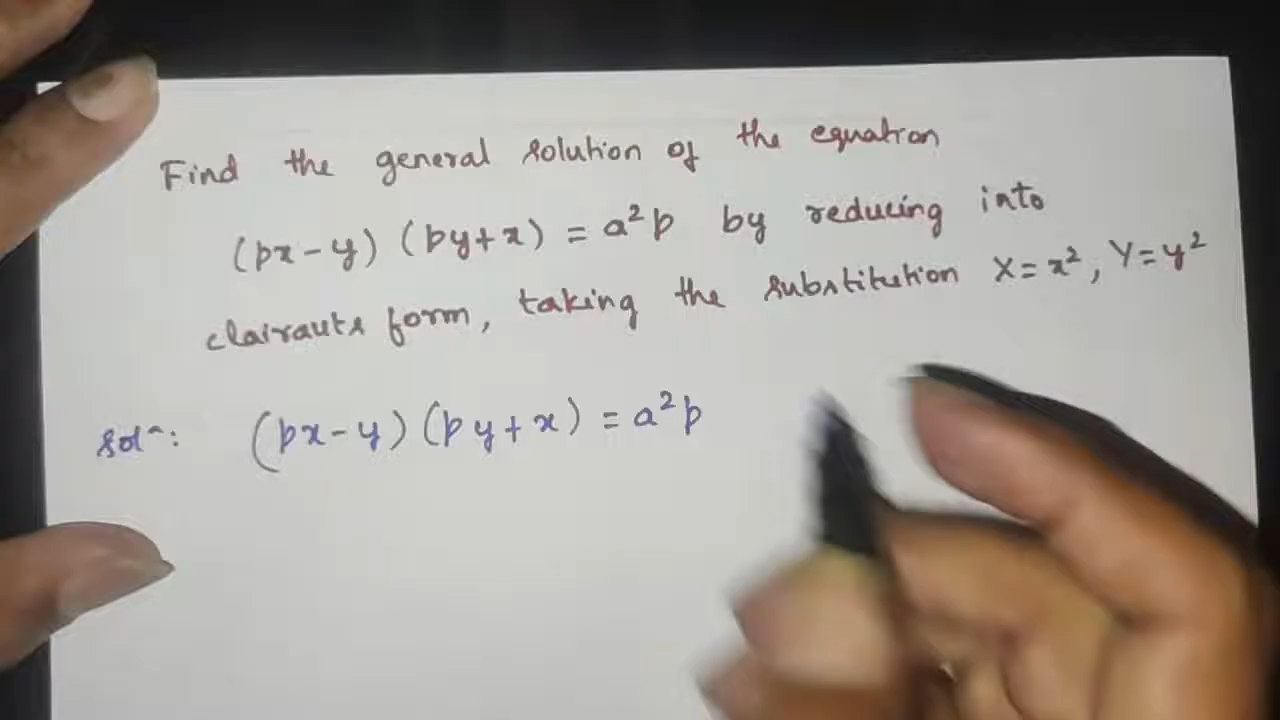 Find the general solution of the equation
(px-y) (py+x) = a²p by reducing into
clairauts form, taking the substitution X=x², Y=y²
solⁿ: (px-y) (py+x) = a²p